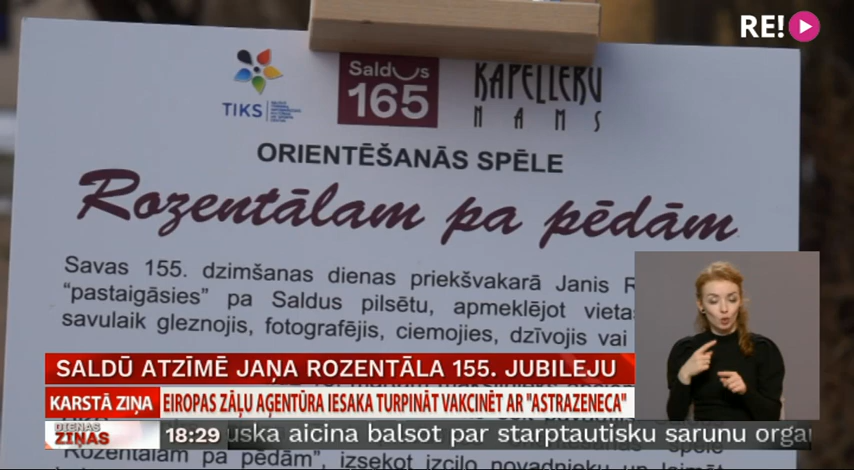 RE!
TIKS
Saldus
165
KAPELLERU
NAMS
ORIENTĒŠANĀS SPĒLE
Rozentālam pa pēdām
Savas 155. dzimšanas dienas priekšvakarā Janis R
"pastaigāsies" pa Saldus pilsētu, apmeklējot vietas
savulaik gleznojis, fotografējis, ciemojies, dzīvojis vai
SALDŪ ATZĪMĒ JAŅA ROZENTĀLA 155. JUBILEJU
KARSTĀ ZIŅA EIROPAS ZĀĻU AĢENTŪRA IESAKA TURPINĀT VAKCINĒT AR "ASTRAZENECA"
DIENAS
ZIŅAS
18:29 uska aicina balsot par starptautisku sarunu orga
Rozentālam pa pēdām", izsekot izcilo novadnieku un